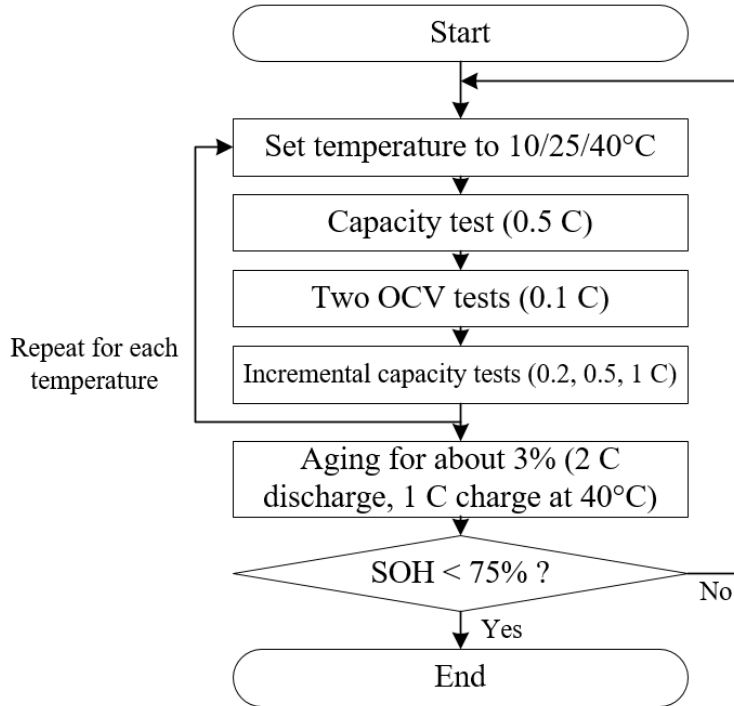 Start
Set temperature to 10/25/40°C
Capacity test (0.5 C)
Two OCV tests (0.1 C)
Repeat for each
temperature
Incremental capacity tests (0.2, 0.5, 1 C)
Aging for about 3% (2 C
discharge, 1 C charge at 40°C)
SOH < 75% ?
No
Yes
End